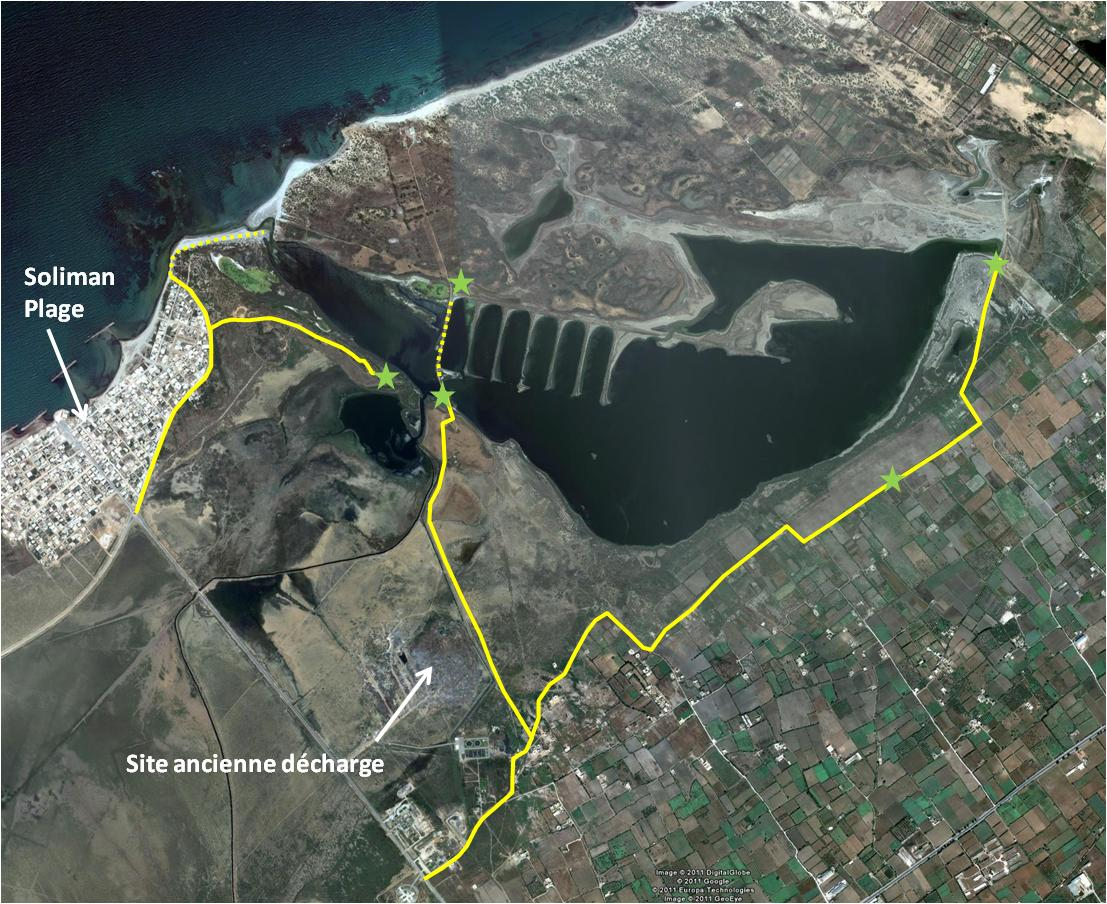 Soliman
Plage
Site ancienne décharge
Image © 2011 DigitalGlobe
© 2011 Google
© 2011 Europa Technologies
Image © 2011 GeoEye